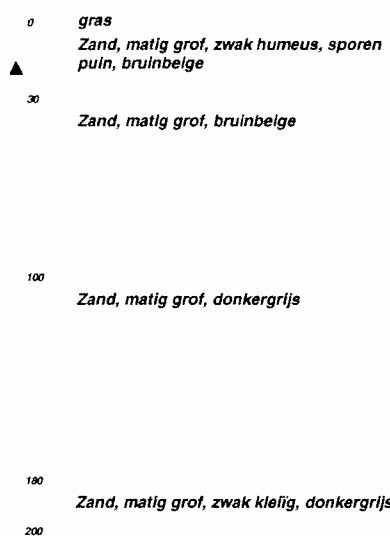 0 gras
Zand, matig grof, zwak humeus, sporen
puin, bruinbeige
30
Zand, matig grof, bruinbeige
100
Zand, matig grof, donkergrijs
180
Zand, matig grof, zwak kleiïg, donkergrijs
200